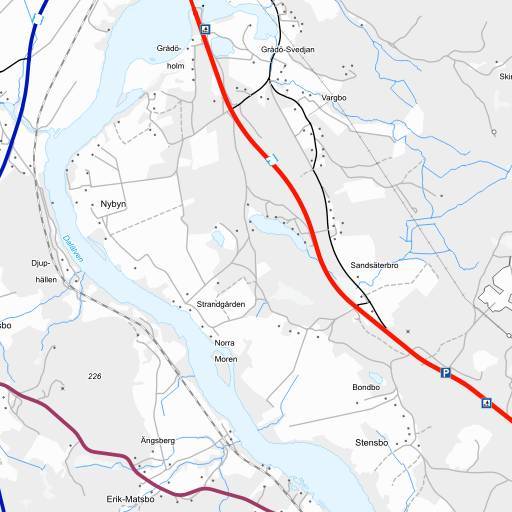 Grådö-
holm
Grådö-Svedjan
Vargbo
Nybyn
Dalälven
Djup-
hällen
Sandsäterbro
Strandgården
Norra
Moren
226
Bondbo
Ängsberg
Stensbo
Erik-Matsbo
P